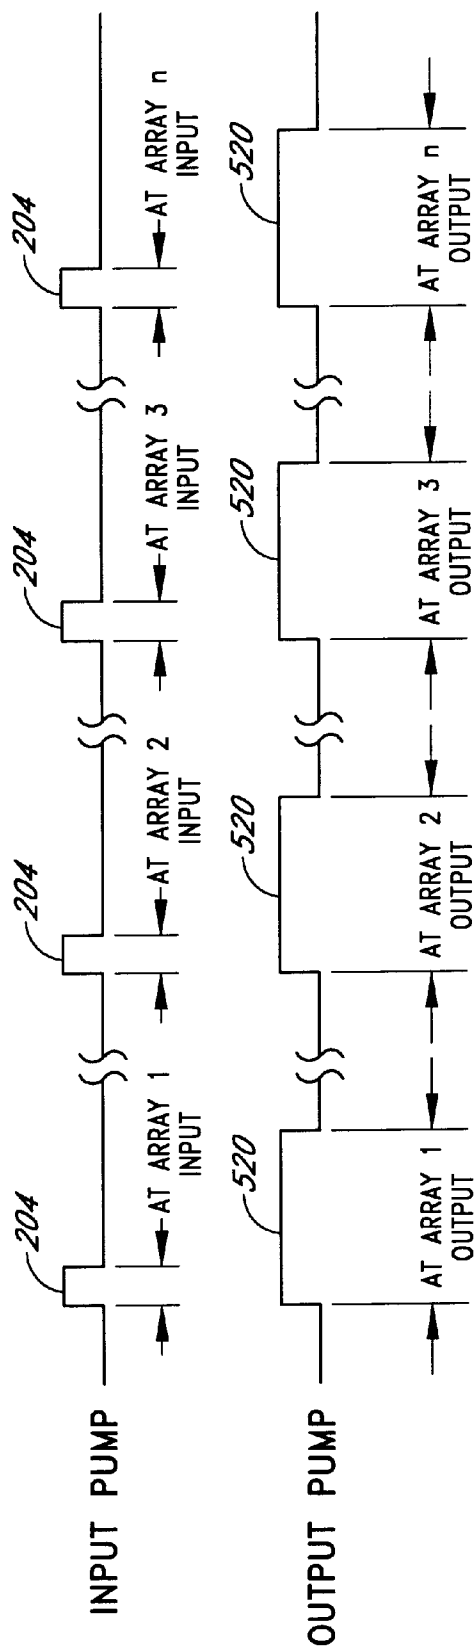 INPUT PUMP
204
204
204
204
AT ARRAY 1
INPUT
AT ARRAY 2
INPUT
AT ARRAY 3
INPUT
AT ARRAY n
INPUT
OUTPUT PUMP
520
520
520
520
AT ARRAY 1
OUTPUT
AT ARRAY 2
OUTPUT
AT ARRAY 3
OUTPUT
AT ARRAY n
OUTPUT